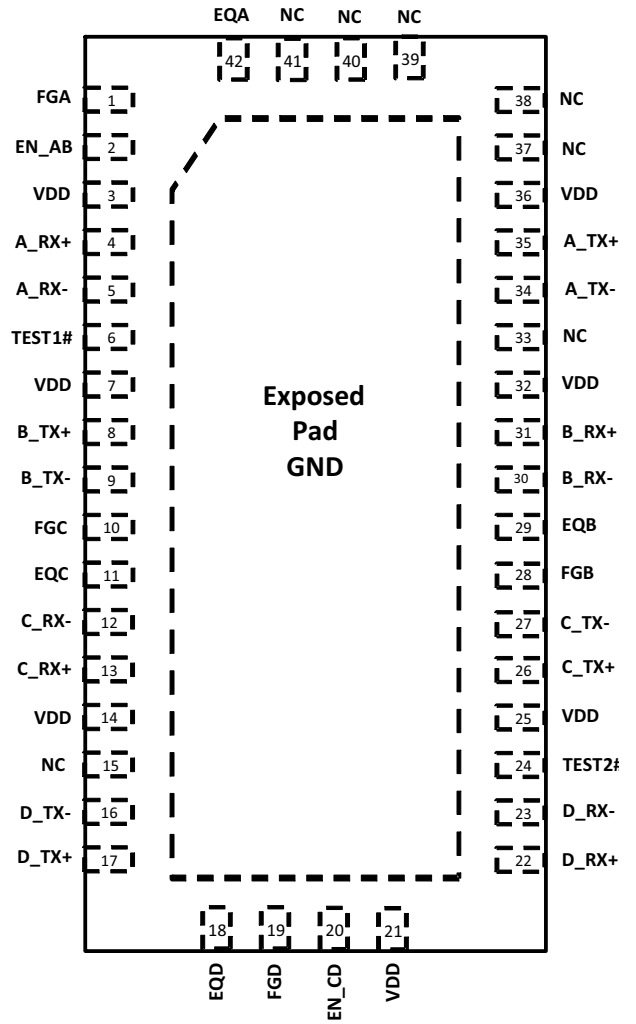 EQA NC NC NC
42 41 40 39
FGA 1 38 NC
EN_AB 2 37 NC
VDD 3 36 VDD
A_RX+ 4 35 A_TX+
A_RX- 5 34 A_TX-
TEST1# 6 33 NC
VDD 7 32 VDD
Exposed
Pad
GND
B_TX+ 8 31 B_RX+
B_TX- 9 30 B_RX-
FGC 10 29 EQB
EQC 11 28 FGB
C_RX- 12 27 C_TX-
C_RX+ 13 26 C_TX+
VDD 14 25 VDD
NC 15 24 TEST2#
D_TX- 16 23 D_RX-
D_TX+ 17 22 D_RX+
18 19 20 21
EQD FGD EN_CD VDD